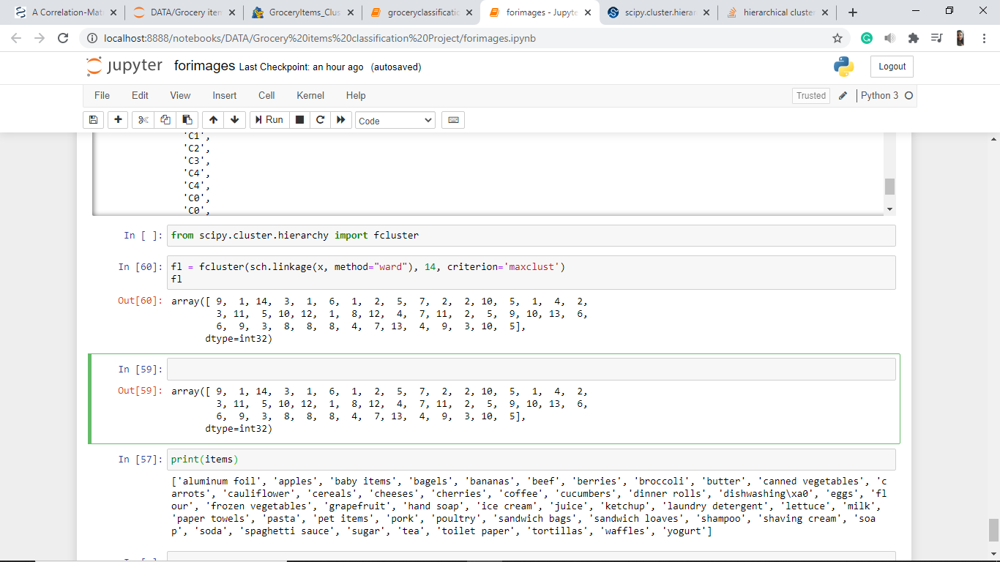 A Correlation-Mat
DATA/Grocery item
GroceryItems_Clus
groceryclassificatio
forimages - Jupyte
scipy.cluster.hierar
hierarchical cluster
localhost:8888/notebooks/DATA/Grocery%20items%20classification%20Project/forimages.ipynb
jupyter forimages Last Checkpoint: an hour ago (autosaved)
Logout
File Edit View Insert Cell Kernel Help
Trusted Python 3
Run Code
'C1',
'C2',
'C3',
'C4',
'C4',
'C0',
'C0',
In [ ]: from scipy.cluster.hierarchy import fcluster
In [60]: fl = fcluster(sch.linkage(x, method="ward"), 14, criterion='maxclust')
fl
Out[60]: array([ 9, 1, 14, 3, 1, 6, 1, 2, 5, 7, 2, 2, 10, 5, 1, 4, 2,
3, 11, 5, 10, 12, 1, 8, 12, 4, 7, 11, 2, 5, 9, 10, 13, 6,
6, 9, 3, 8, 8, 8, 4, 7, 13, 4, 9, 3, 10, 5],
dtype=int32)
In [59]:
Out[59]: array([ 9, 1, 14, 3, 1, 6, 1, 2, 5, 7, 2, 2, 10, 5, 1, 4, 2,
3, 11, 5, 10, 12, 1, 8, 12, 4, 7, 11, 2, 5, 9, 10, 13, 6,
6, 9, 3, 8, 8, 8, 4, 7, 13, 4, 9, 3, 10, 5],
dtype=int32)
In [57]: print(items)
['aluminum foil', 'apples', 'baby items', 'bagels', 'bananas', 'beef', 'berries', 'broccoli', 'butter', 'canned vegetables', 'c
arrots', 'cauliflower', 'cereals', 'cheeses', 'cherries', 'coffee', 'cucumbers', 'dinner rolls', 'dishwashing\xa0', 'eggs', 'fl
our', 'frozen vegetables', 'grapefruit', 'hand soap', 'ice cream', 'juice', 'ketchup', 'laundry detergent', 'lettuce', 'milk',
'paper towels', 'pasta', 'pet items', 'pork', 'poultry', 'sandwich bags', 'sandwich loaves', 'shampoo', 'shaving cream', 'soa
p', 'soda', 'spaghetti sauce', 'sugar', 'tea', 'toilet paper', 'tortillas', 'waffles', 'yogurt']